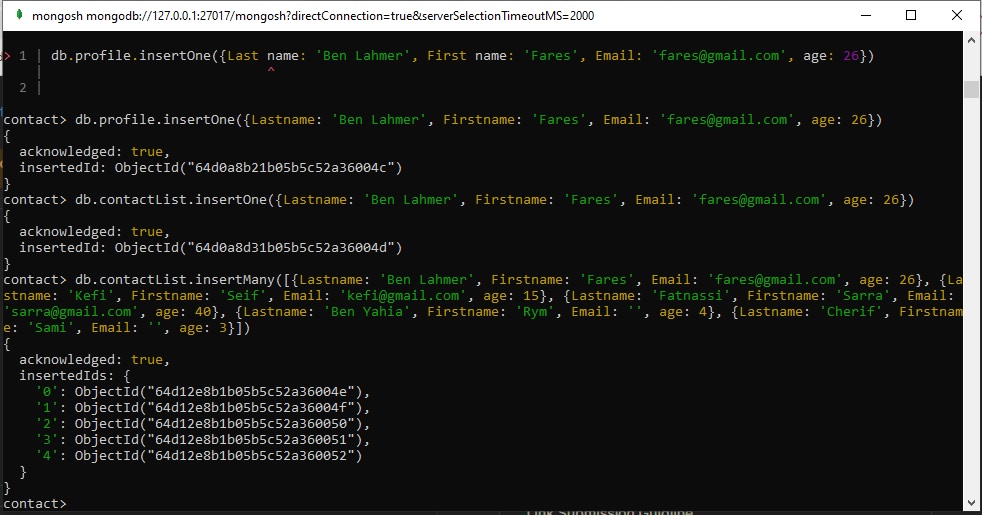 mongosh mongodb://127.0.0.1:27017/mongosh?directConnection=true&serverSelectionTimeoutMS=2000
> 1 | db.profile.insertOne({Last name: 'Ben Lahmer', First name: 'Fares', Email: 'fares@gmail.com', age: 26})
|                            ^
2 |
contact> db.profile.insertOne({Lastname: 'Ben Lahmer', Firstname: 'Fares', Email: 'fares@gmail.com', age: 26})
{
  acknowledged: true,
  insertedId: ObjectId("64d0a8b21b05b5c52a36004c")
}
contact> db.contactList.insertOne({Lastname: 'Ben Lahmer', Firstname: 'Fares', Email: 'fares@gmail.com', age: 26})
{
  acknowledged: true,
  insertedId: ObjectId("64d0a8d31b05b5c52a36004d")
}
contact> db.contactList.insertMany([{Lastname: 'Ben Lahmer', Firstname: 'Fares', Email: 'fares@gmail.com', age: 26}, {La
stname: 'Kefi', Firstname: 'Seif', Email: 'kefi@gmail.com', age: 15}, {Lastname: 'Fatnassi', Firstname: 'Sarra', Email:
'sarra@gmail.com', age: 40}, {Lastname: 'Ben Yahia', Firstname: 'Rym', Email: '', age: 4}, {Lastname: 'Cherif', Firstnam
e: 'Sami', Email: '', age: 3}])
{
  acknowledged: true,
  insertedIds: {
    '0': ObjectId("64d12e8b1b05b5c52a36004e"),
    '1': ObjectId("64d12e8b1b05b5c52a36004f"),
    '2': ObjectId("64d12e8b1b05b5c52a360050"),
    '3': ObjectId("64d12e8b1b05b5c52a360051"),
    '4': ObjectId("64d12e8b1b05b5c52a360052")
  }
}
contact>
Link Submission Guidline